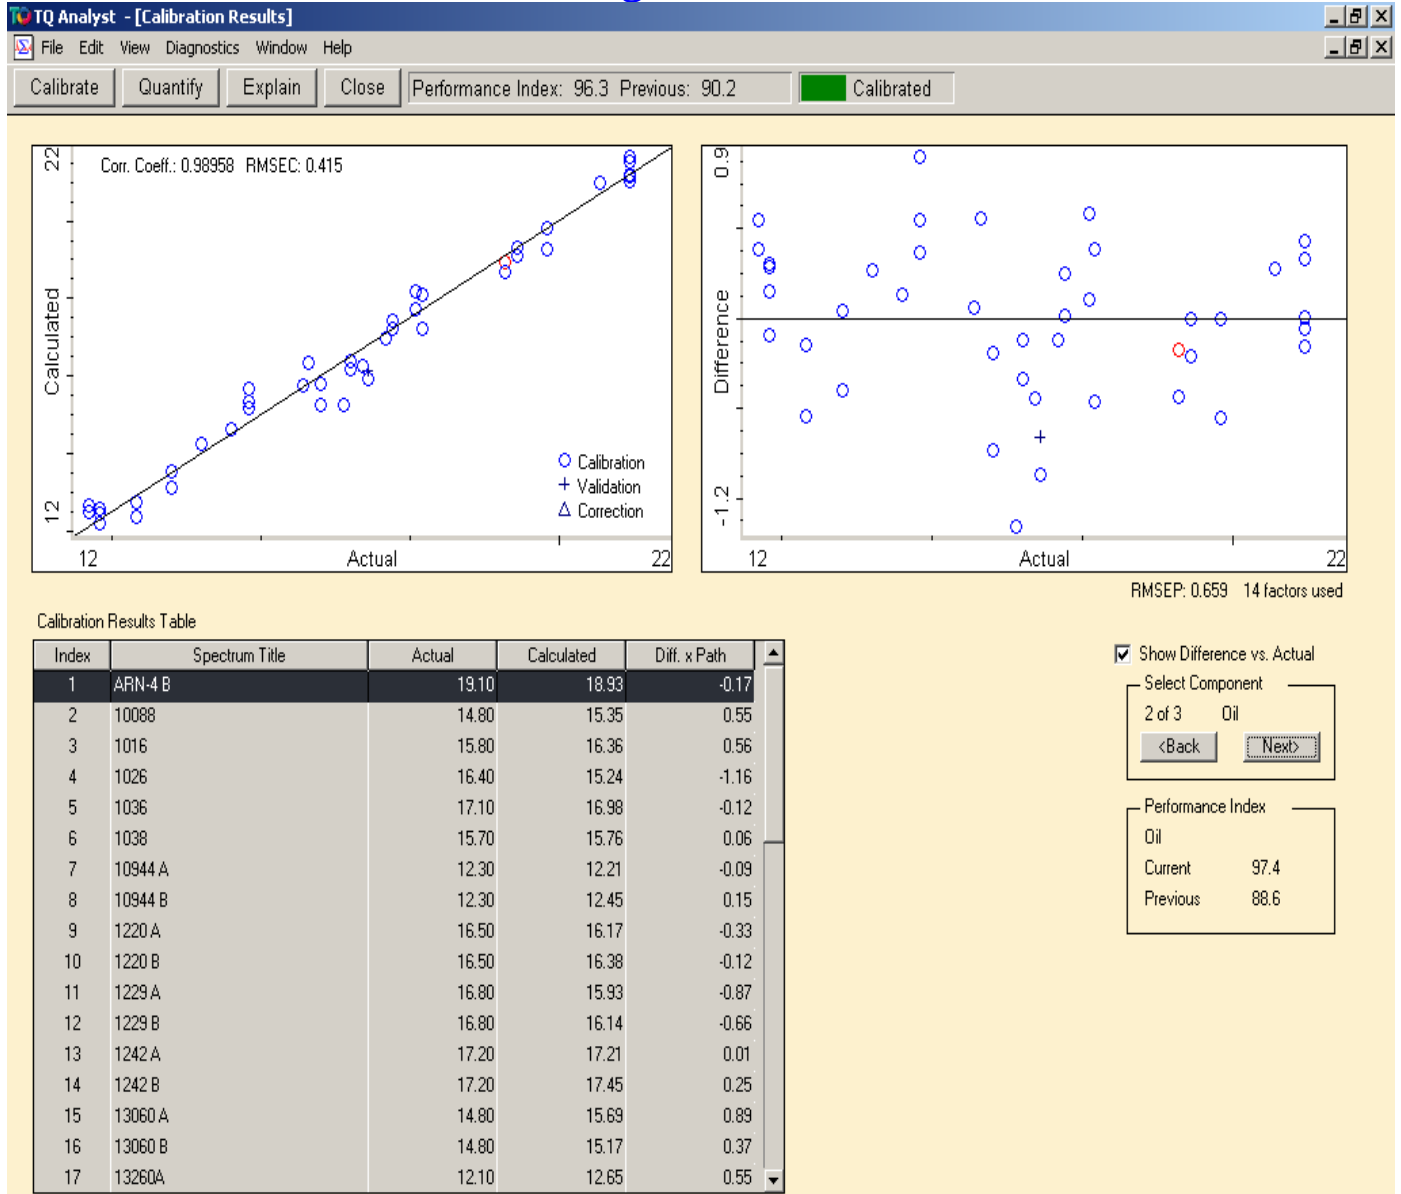 TQ Analyst - [Calibration Results]
File Edit View Diagnostics Window Help
Calibrate Quantify Explain Close Performance Index: 96.3 Previous: 90.2 Calibrated
22 Corr. Coeff.: 0.98958 RMSEC: 0.415
Calculated
Calibration
Validation
Correction
12
12 Actual 22
0.9
Difference
-1.2
12 Actual 22
RMSEP: 0.659 14 factors used
Calibration Results Table
Index Spectrum Title Actual Calculated Diff. x Path
1 ARN-4 B 19.10 18.93 -0.17
2 10088 14.80 15.35 0.55
3 1016 15.80 16.36 0.56
4 1026 16.40 15.24 -1.16
5 1036 17.10 16.98 -0.12
6 1038 15.70 15.76 0.06
7 10944 A 12.30 12.21 -0.09
8 10944 B 12.30 12.45 0.15
9 1220 A 16.50 16.17 -0.33
10 1220 B 16.50 16.38 -0.12
11 1229 A 16.80 15.93 -0.87
12 1229 B 16.80 16.14 -0.66
13 1242 A 17.20 17.21 0.01
14 1242 B 17.20 17.45 0.25
15 13060 A 14.80 15.69 0.89
16 13060 B 14.80 15.17 0.37
17 13260A 12.10 12.65 0.55
Show Difference vs. Actual
Select Component
2 of 3 Oil
<Back Next>
Performance Index
Oil
Current 97.4
Previous 88.6